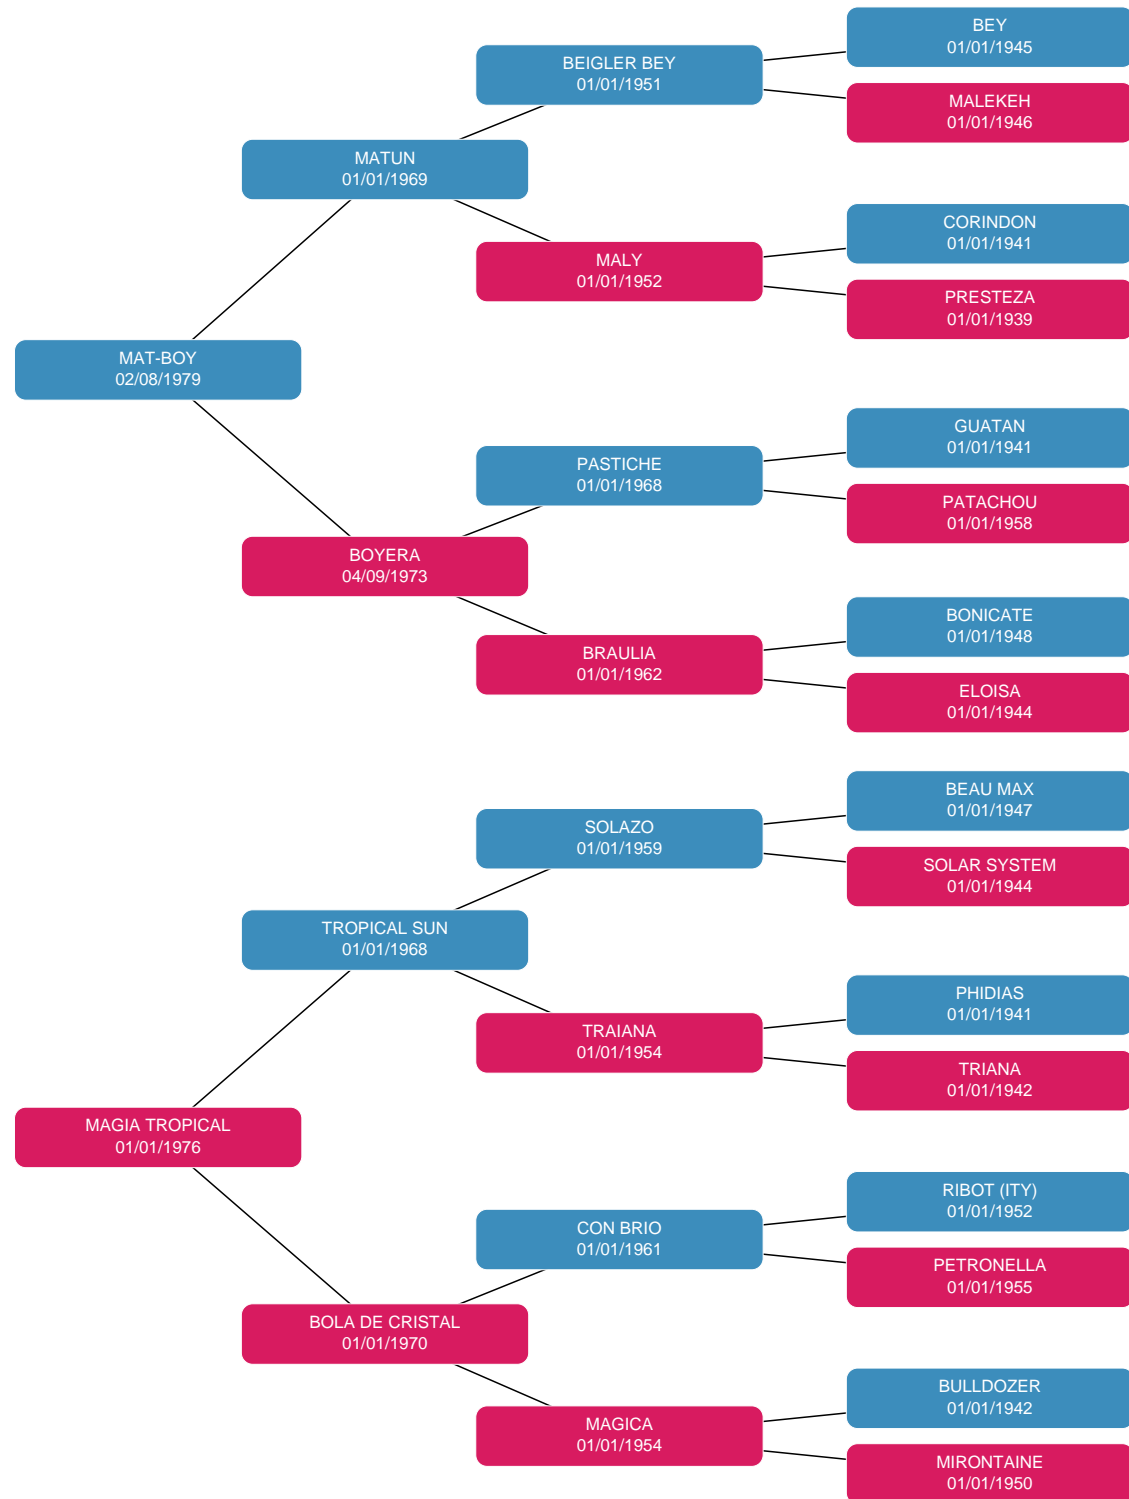 BEY
01/01/1945
BEIGLER BEY
01/01/1951
MALEKEH
01/01/1946
MATUN
01/01/1969
CORINDON
01/01/1941
MALY
01/01/1952
PRESTEZA
01/01/1939
MAT-BOY
02/08/1979
GUATAN
01/01/1941
PASTICHE
01/01/1968
PATACHOU
01/01/1958
BOYERA
04/09/1973
BONICATE
01/01/1948
BRAULIA
01/01/1962
ELOISA
01/01/1944
BEAU MAX
01/01/1947
SOLAZO
01/01/1959
SOLAR SYSTEM
01/01/1944
TROPICAL SUN
01/01/1968
PHIDIAS
01/01/1941
TRAIANA
01/01/1954
TRIANA
01/01/1942
MAGIA TROPICAL
01/01/1976
RIBOT (ITY)
01/01/1952
CON BRIO
01/01/1961
PETRONELLA
01/01/1955
BOLA DE CRISTAL
01/01/1970
BULLDOZER
01/01/1942
MAGICA
01/01/1954
MIRONTAINE
01/01/1950